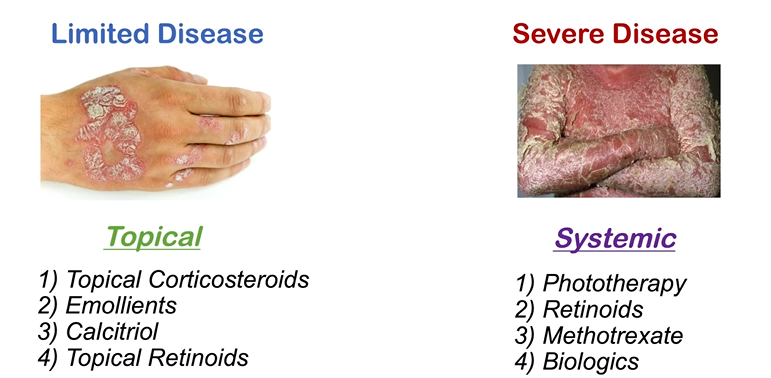 Limited Disease
Topical
1) Topical Corticosteroids
2) Emollients
3) Calcitriol
4) Topical Retinoids
Severe Disease
Systemic
1) Phototherapy
2) Retinoids
3) Methotrexate
4) Biologics